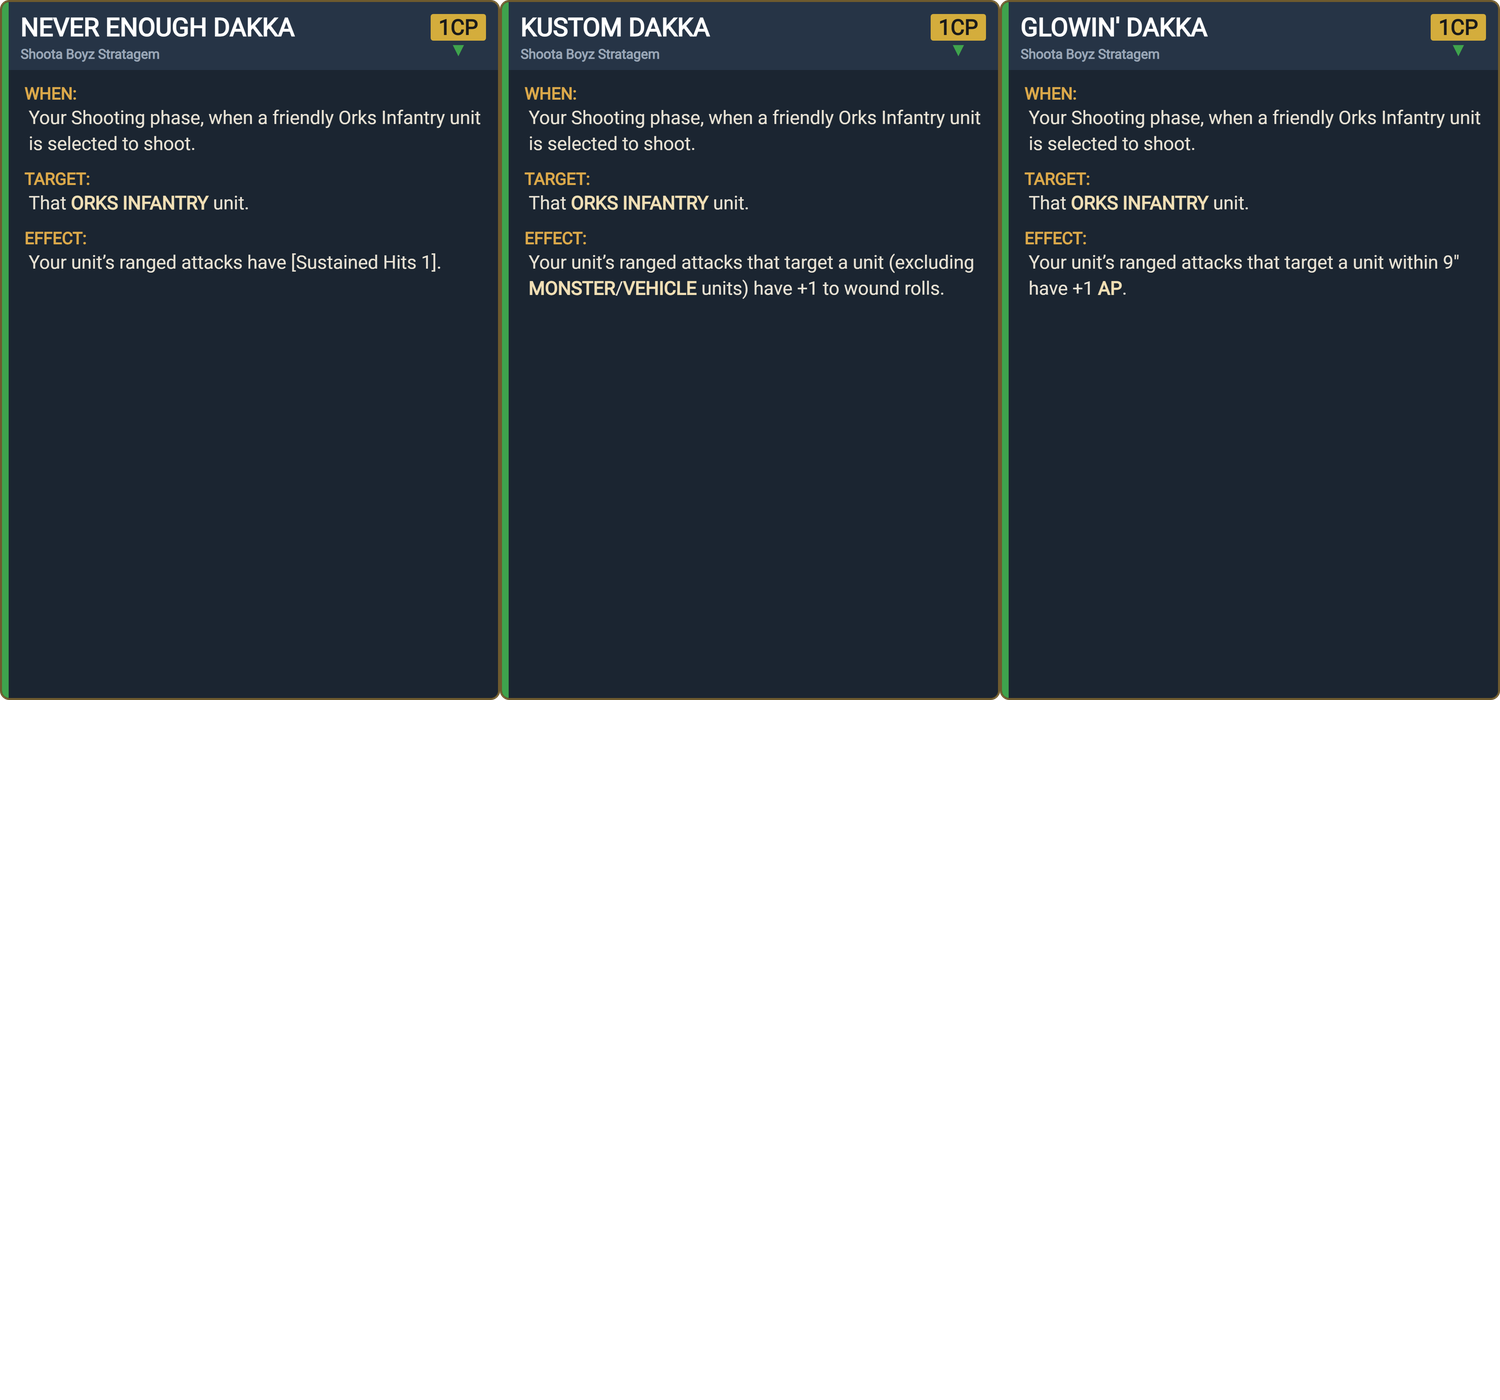 NEVER ENOUGH DAKKA
1CP
Shoota Boyz Stratagem
WHEN:
Your Shooting phase, when a friendly Orks Infantry unit
is selected to shoot.
TARGET:
That ORKS INFANTRY unit.
EFFECT:
Your unit’s ranged attacks have [Sustained Hits 1].
KUSTOM DAKKA
1CP
Shoota Boyz Stratagem
WHEN:
Your Shooting phase, when a friendly Orks Infantry unit
is selected to shoot.
TARGET:
That ORKS INFANTRY unit.
EFFECT:
Your unit’s ranged attacks that target a unit (excluding
MONSTER/VEHICLE units) have +1 to wound rolls.
GLOWIN' DAKKA
1CP
Shoota Boyz Stratagem
WHEN:
Your Shooting phase, when a friendly Orks Infantry unit
is selected to shoot.
TARGET:
That ORKS INFANTRY unit.
EFFECT:
Your unit’s ranged attacks that target a unit within 9"
have +1 AP.